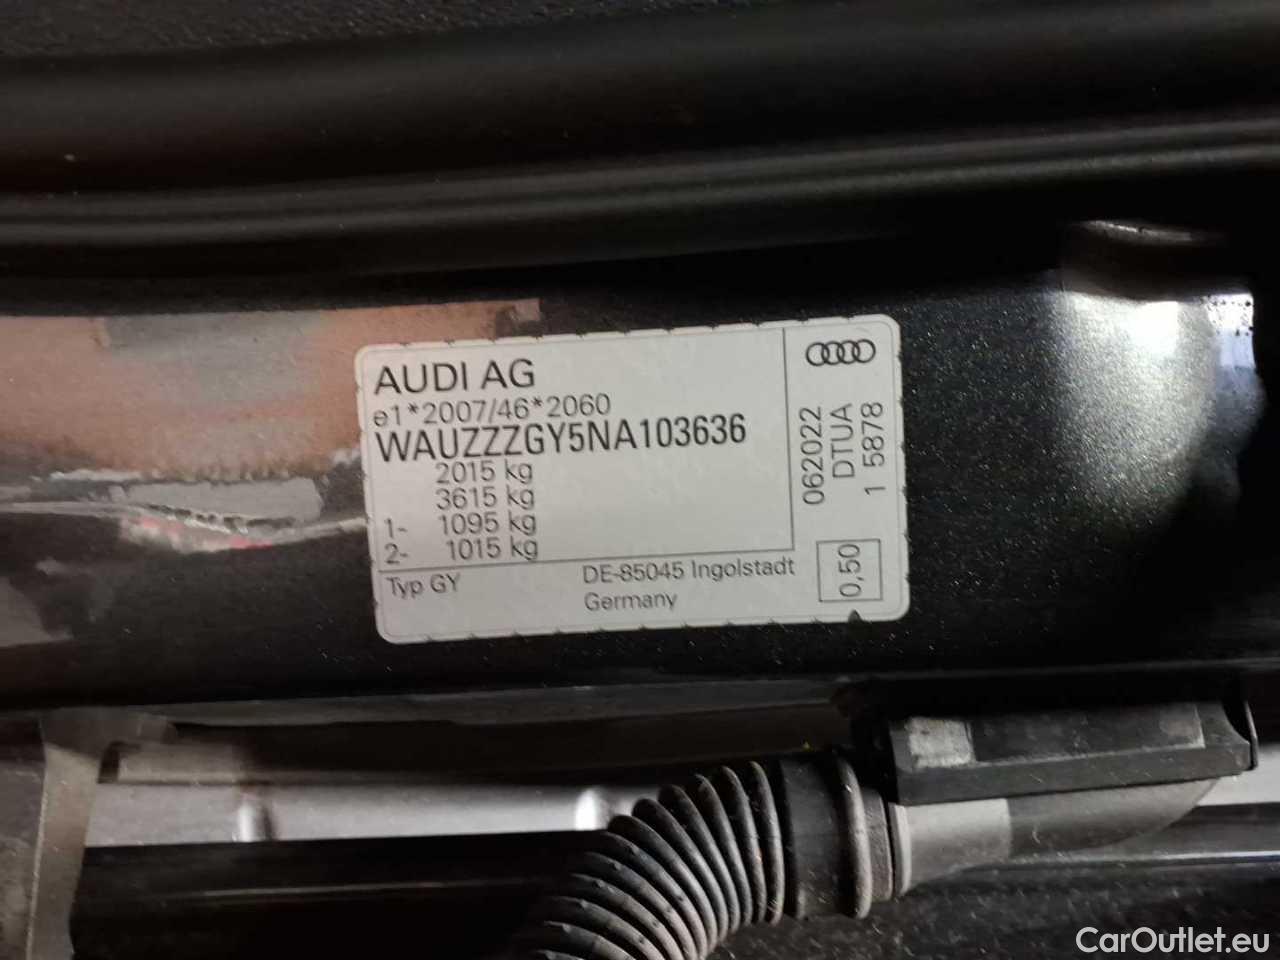 AUDI AG
e1*2007/46*2060
WAUZZZGY5NA103636
2015 kg
3615 kg
1- 1095 kg
2- 1015 kg
Typ GY
DE-85045 Ingolstadt
Germany
062022
DTUA
1 5878
0,50
CarOutlet.eu